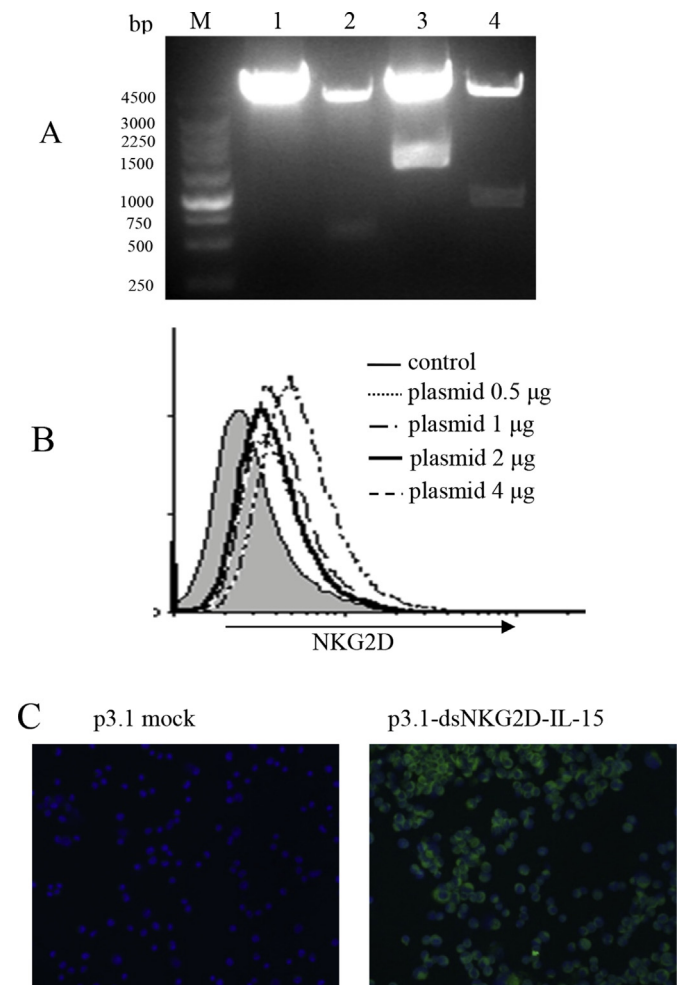 bp M 1 2 3 4
A
4500
3000
2250
1500
1000
750
500
250
B
control
plasmid 0.5 µg
plasmid 1 µg
plasmid 2 µg
plasmid 4 µg
NKG2D
C p3.1 mock p3.1-dsNKG2D-IL-15